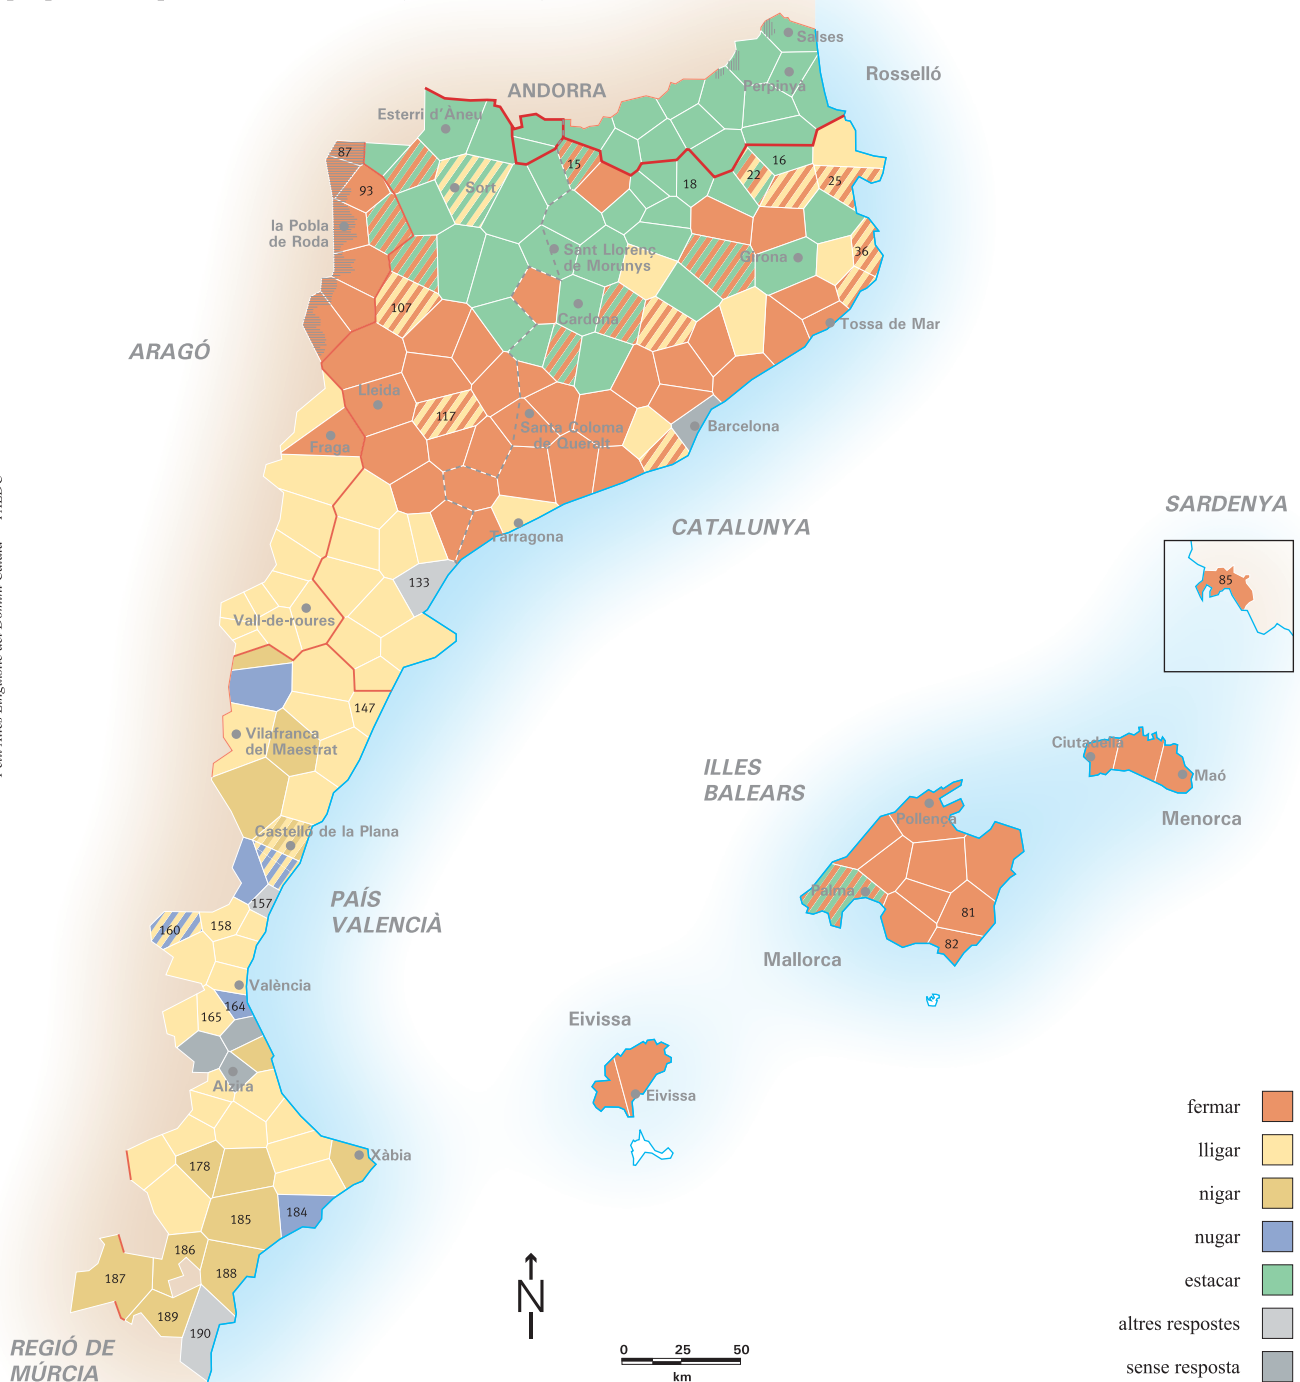 Salses
Rosselló
Perpinyà
ANDORRA
Esterri d'Àneu
87
15
16
18
22
25
93
Sort
la Pobla
de Roda
Sant Llorenç
de Morunys
Girona
36
107
Cardona
Tossa de Mar
ARAGÓ
Lleida
117
Santa Coloma
de Queralt
Barcelona
Fraga
SARDENYA
CATALUNYA
Tarragona
133
85
Vall-de-roures
147
Vilafranca
del Maestrat
ILLES
BALEARS
Ciutadella
Maó
Menorca
Pollença
Castelló de la Plana
Palma
157
PAÍS
VALENCIÀ
158
160
81
82
Mallorca
València
164
165
Eivissa
Alzira
Eivissa
fermar
lligar
Xàbia
178
nigar
184
185
nugar
186
187
188
estacar
N
189
190
altres respostes
REGIÓ DE
MÚRCIA
0 25 50
km
sense resposta